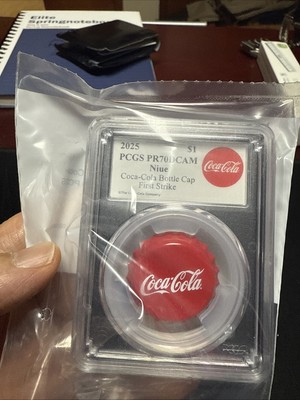 Elite
Springnotebook
2025 $1
PCGS PR70DCAM
Niue
Coca-Cola Bottle Cap
First Strike
Coca-Cola
Coca-Cola